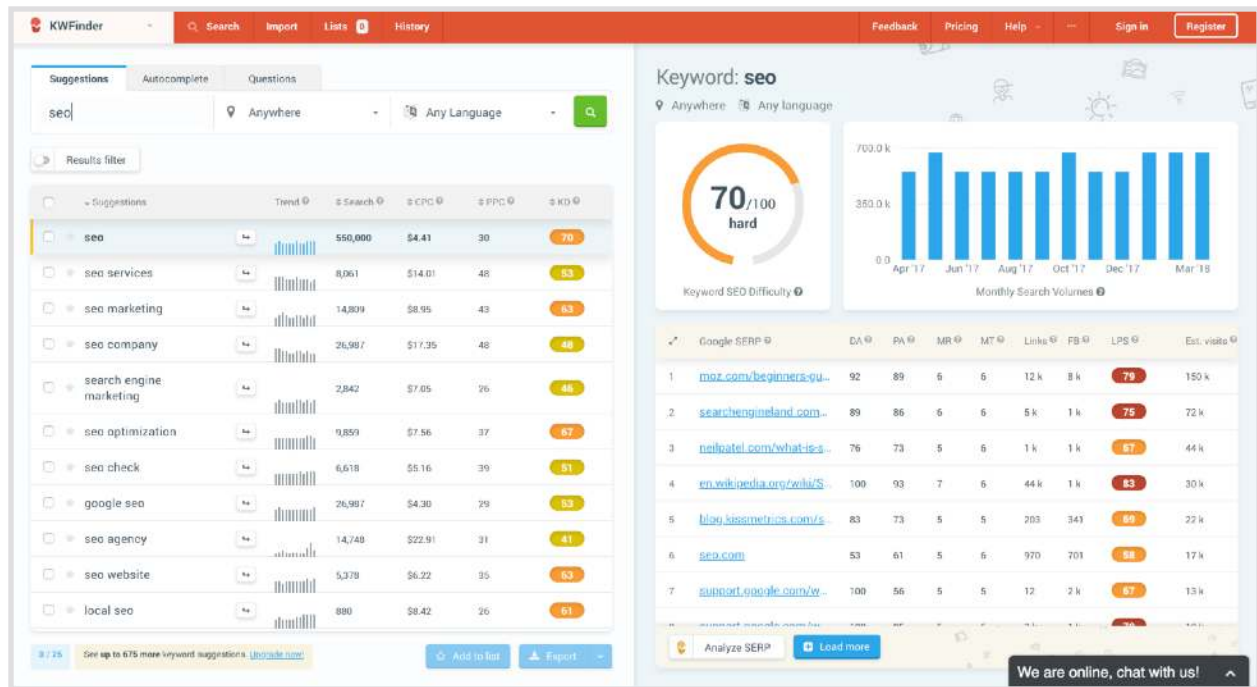 KWFinder Search Import Lists 0 History Feedback Pricing Help Sign in Register
Suggestions Autocomplete Questions
seo Anywhere Any Language
Results filter
Suggestions Trend Search CPC PPC KD
seo 550,000 $4.41 30 70
seo services 8,061 $14.01 48 53
seo marketing 14,809 $8.95 43 63
seo company 26,987 $17.35 48 48
search engine
marketing 2,842 $7.05 26 46
seo optimization 9,859 $7.56 37 67
seo check 6,618 $5.16 39 51
google seo 26,987 $4.30 29 53
seo agency 14,748 $22.91 31 41
seo website 5,378 $6.22 35 63
local seo 880 $8.42 26 61
See up to 675 more keyword suggestions. Upgrade now!
Add to list Export
Keyword: seo
Anywhere Any language
70/100
hard
Keyword SEO Difficulty
700.0 k
350.0 k
0.0
Apr '17 Jun '17 Aug '17 Oct '17 Dec '17 Mar '18
Monthly Search Volumes
Google SERP DA PA MR MT Links FB LPS Est. visits
1 moz.com/beginners-gu... 92 89 6 6 12 k 8 k 79 150 k
2 searchengineland.com... 89 86 6 6 5 k 1 k 75 72 k
3 neilpatel.com/what-is-s... 76 73 5 6 1 k 1 k 67 44 k
4 en.wikipedia.org/wiki/S... 100 93 7 6 44 k 1 k 83 30 k
5 blog.kissmetrics.com/s... 83 73 5 5 203 341 69 22 k
6 seo.com 53 61 5 6 970 701 58 17 k
7 support.google.com/w... 100 56 5 5 12 2 k 67 13 k
Analyze SERP Load more
We are online, chat with us!